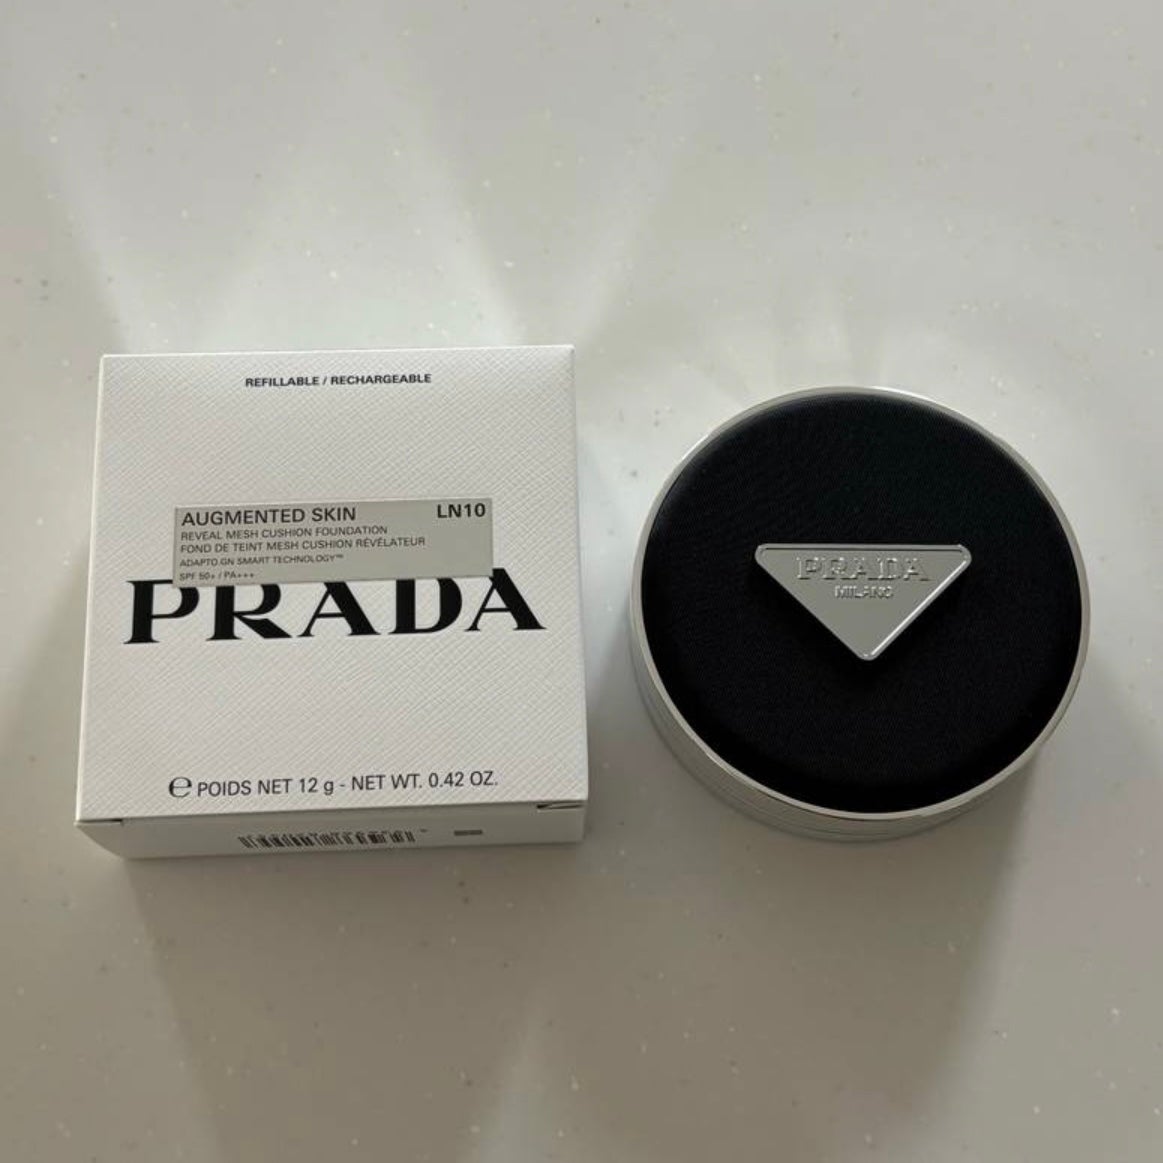 REFILLABLE / RECHARGEABLE
AUGMENTED SKIN LN10
REVEAL MESH CUSHION FOUNDATION
FOND DE TEINT MESH CUSHION RÉVÉLATEUR
ADAPTO.GN SMART TECHNOLOGY™
SPF 50+ / PA+++
PRADA
℮ POIDS NET 12 g - NET WT. 0.42 OZ.
PRADA
MILANO